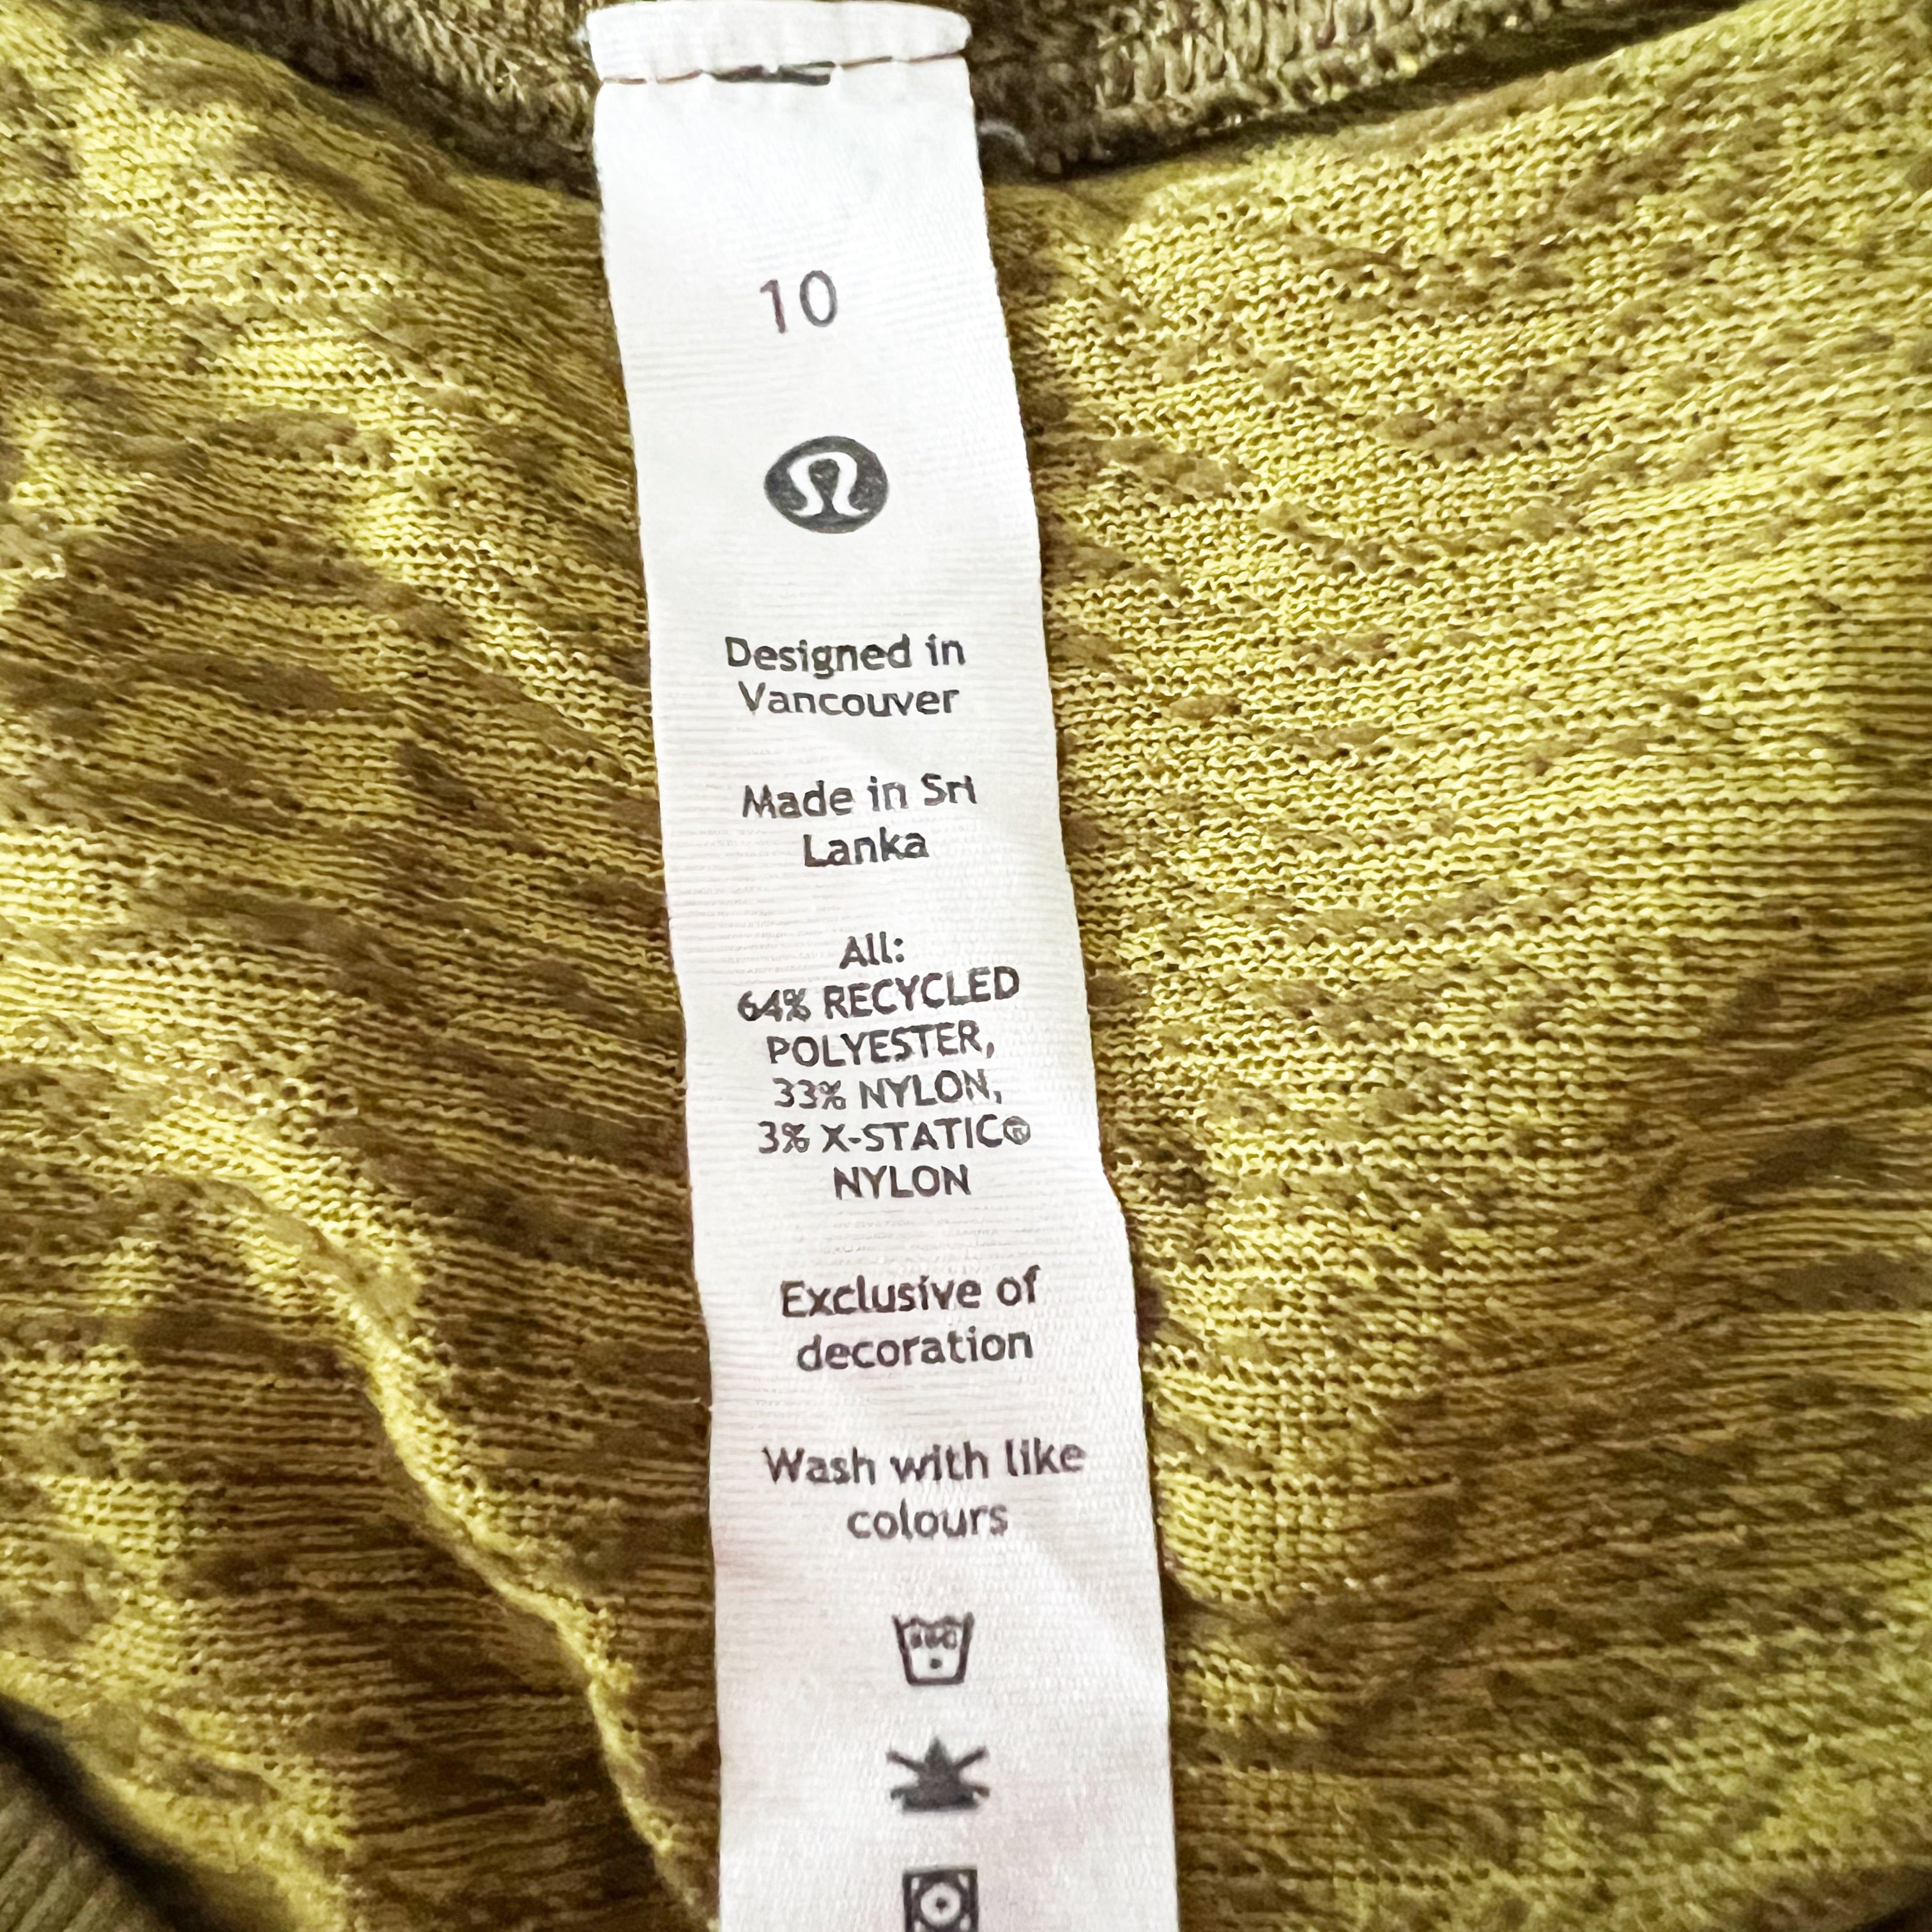 10
Designed in
Vancouver
Made in Sri
Lanka
All:
64% RECYCLED
POLYESTER,
33% NYLON,
3% X-STATIC®
NYLON
Exclusive of
decoration
Wash with like
colours